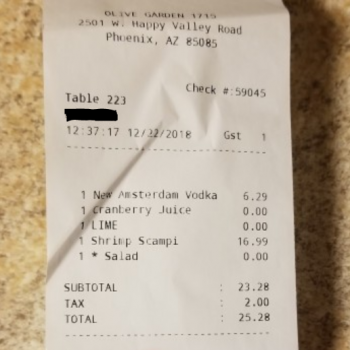 OLIVE GARDEN 1715
2501 W. Happy Valley Road
Phoenix, AZ 85085
Check #:59045
Table 223
12:37:17 12/22/2018 Gst 1
1 New Amsterdam Vodka 6.29
1 Cranberry Juice 0.00
1 LIME 0.00
1 Shrimp Scampi 16.99
1 * Salad 0.00
SUBTOTAL : 23.28
TAX : 2.00
TOTAL : 25.28